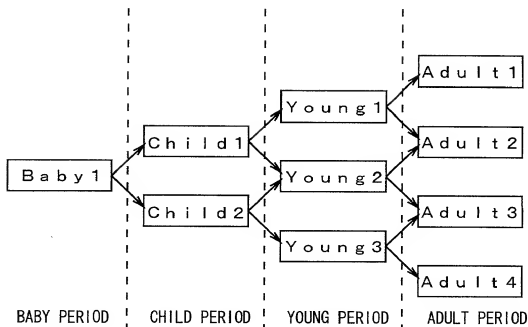 Baby1
Child1
Child2
Young1
Young2
Young3
Adult1
Adult2
Adult3
Adult4
BABY PERIOD
CHILD PERIOD
YOUNG PERIOD
ADULT PERIOD